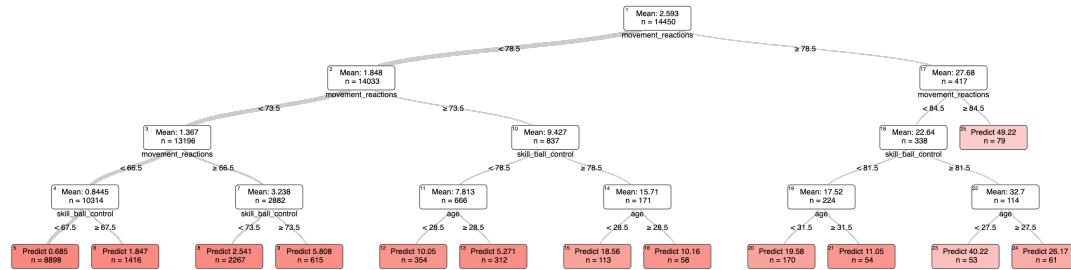 1 Mean: 2.593
n = 14450
movement_reactions
< 78.5 ≥ 78.5
2 Mean: 1.848
n = 14033
movement_reactions
17 Mean: 27.68
n = 417
movement_reactions
< 73.5 ≥ 73.5
< 84.5 ≥ 84.5
3 Mean: 1.367
n = 13196
movement_reactions
10 Mean: 9.427
n = 837
skill_ball_control
18 Mean: 22.64
n = 338
skill_ball_control
25 Predict 49.22
n = 79
< 66.5 ≥ 66.5
< 78.5 ≥ 78.5
< 81.5 ≥ 81.5
4 Mean: 0.8445
n = 10314
skill_ball_control
7 Mean: 3.238
n = 2882
skill_ball_control
11 Mean: 7.813
n = 666
age
14 Mean: 15.71
n = 171
age
19 Mean: 17.52
n = 224
age
22 Mean: 32.7
n = 114
age
< 67.5 ≥ 67.5
< 73.5 ≥ 73.5
< 28.5 ≥ 28.5
< 28.5 ≥ 28.5
< 31.5 ≥ 31.5
< 27.5 ≥ 27.5
5 Predict 0.685
n = 8898
6 Predict 1.847
n = 1416
8 Predict 2.541
n = 2267
9 Predict 5.808
n = 615
12 Predict 10.05
n = 354
13 Predict 5.271
n = 312
15 Predict 18.56
n = 113
16 Predict 10.16
n = 58
20 Predict 19.58
n = 170
21 Predict 11.05
n = 54
23 Predict 40.22
n = 53
24 Predict 26.17
n = 61